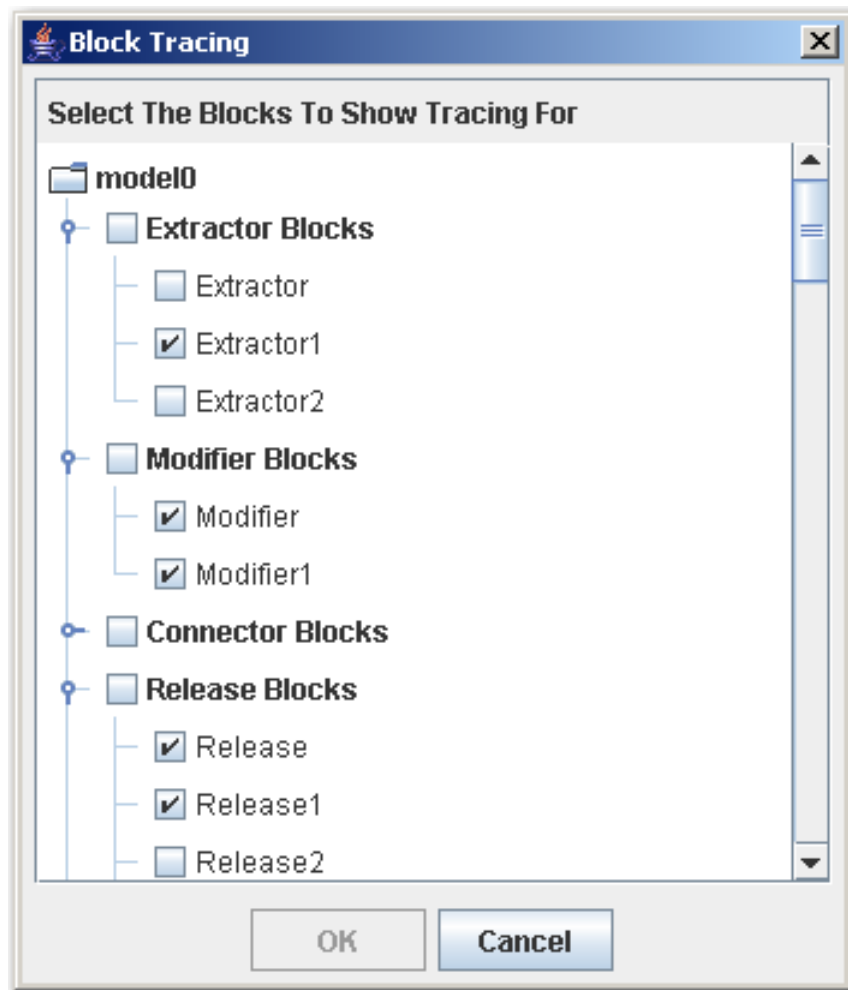 Block Tracing
Select The Blocks To Show Tracing For
model0
Extractor Blocks
Extractor
Extractor1
Extractor2
Modifier Blocks
Modifier
Modifier1
Connector Blocks
Release Blocks
Release
Release1
Release2
OK
Cancel